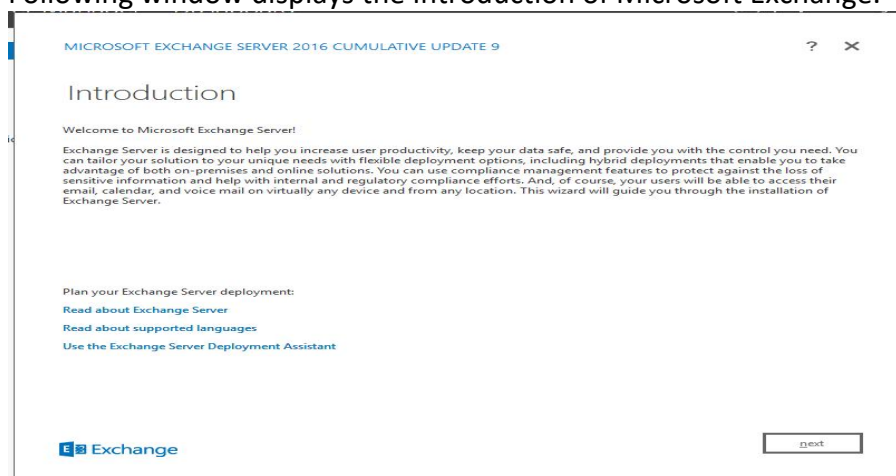 Following window displays the introduction of Microsoft Exchange.
MICROSOFT EXCHANGE SERVER 2016 CUMULATIVE UPDATE 9
? ✕
Introduction
Welcome to Microsoft Exchange Server!
Exchange Server is designed to help you increase user productivity, keep your data safe, and provide you with the control you need. You
can tailor your solution to your unique needs with flexible deployment options, including hybrid deployments that enable you to take
advantage of both on-premises and online solutions. You can use compliance management features to protect against the loss of
sensitive information and help with internal and regulatory compliance efforts. And, of course, your users will be able to access their
email, calendar, and voice mail on virtually any device and from any location. This wizard will guide you through the installation of
Exchange Server.
Plan your Exchange Server deployment:
Read about Exchange Server
Read about supported languages
Use the Exchange Server Deployment Assistant
Exchange
next